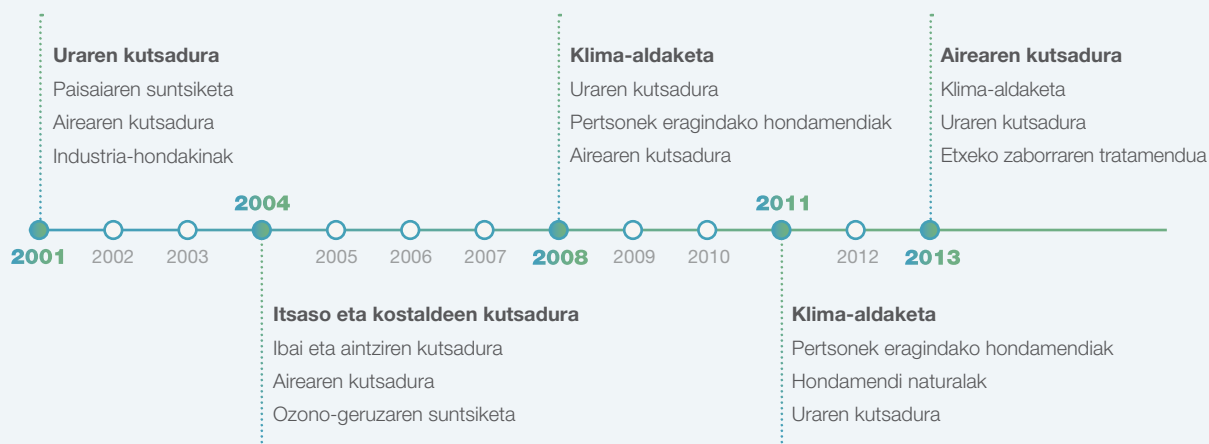 Uraren kutsadura
Paisaiaren suntsiketa
Airearen kutsadura
Industria-hondakinak
Klima-aldaketa
Uraren kutsadura
Pertsonek eragindako hondamendiak
Airearen kutsadura
Airearen kutsadura
Klima-aldaketa
Uraren kutsadura
Etxeko zaborraren tratamendua
2004
2011
2001 2002 2003 2005 2006 2007 2008 2009 2010 2012 2013
Itsaso eta kostaldeen kutsadura
Ibai eta aintziren kutsadura
Airearen kutsadura
Ozono-geruzaren suntsiketa
Klima-aldaketa
Pertsonek eragindako hondamendiak
Hondamendi naturalak
Uraren kutsadura